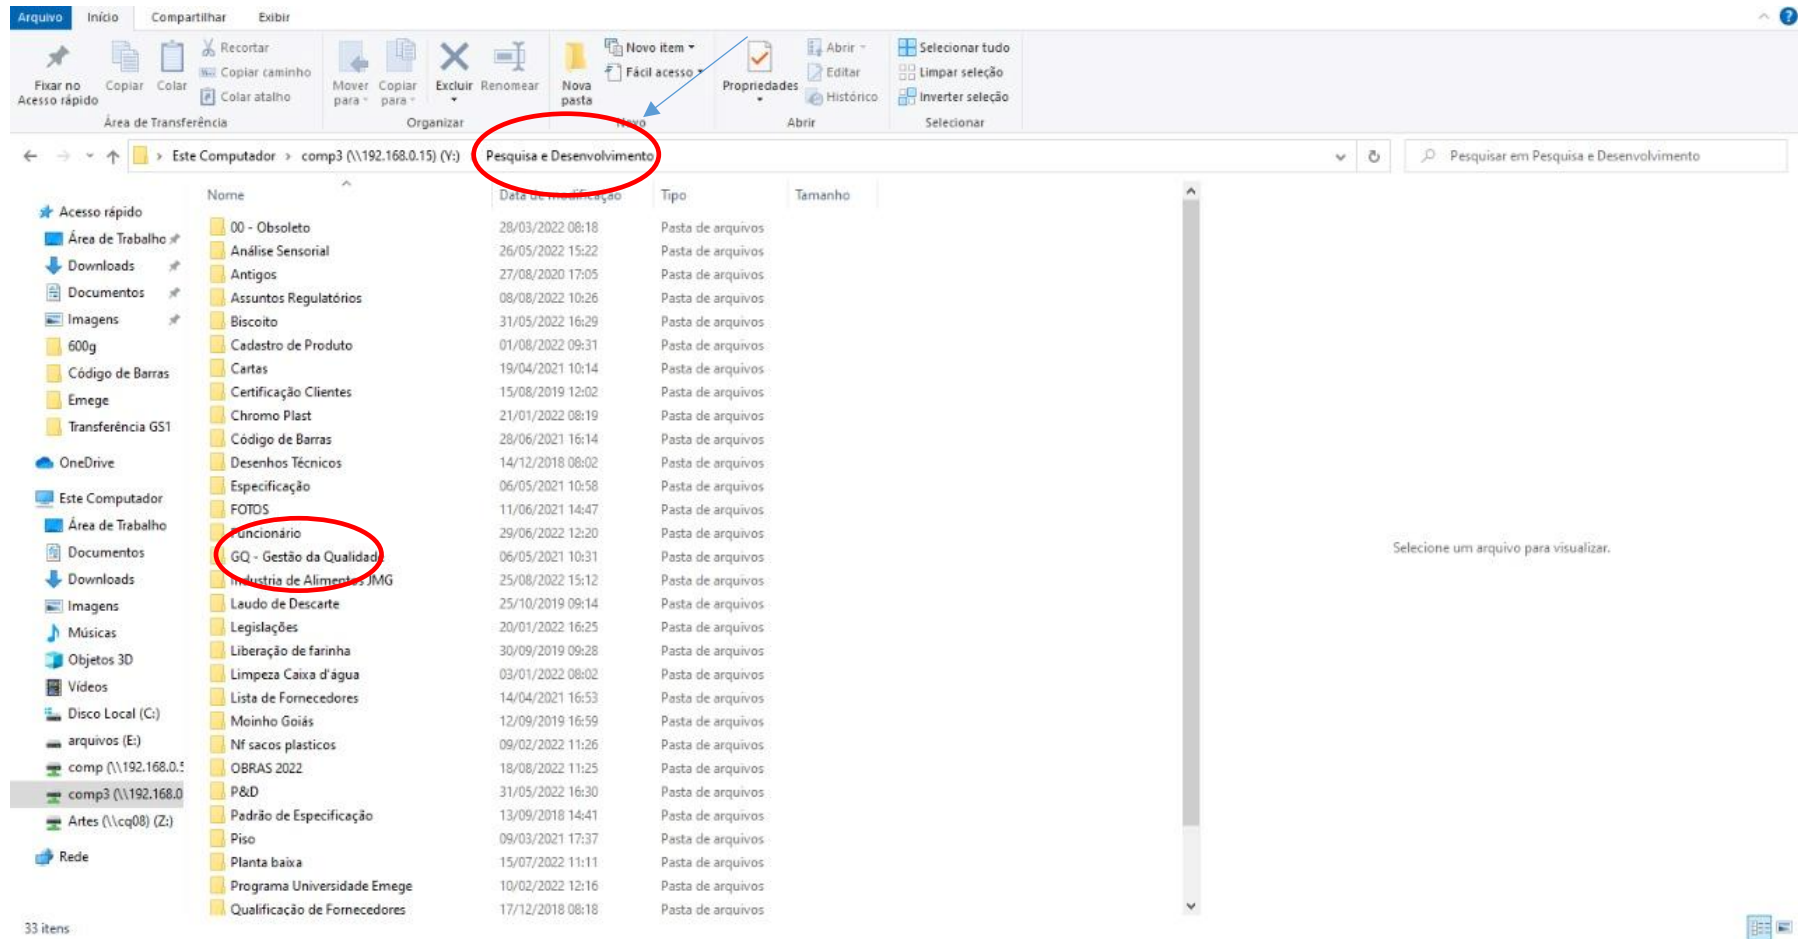 Arquivo Início Compartilhar Exibir
Recortar
Copiar caminho
Colar atalho
Fixar no Acesso rápido
Copiar
Colar
Área de Transferência
Mover para
Copiar para
Excluir
Renomear
Organizar
Nova pasta
Novo item
Fácil acesso
Novo
Propriedades
Abrir
Editar
Histórico
Abrir
Selecionar tudo
Limpar seleção
Inverter seleção
Selecionar
Este Computador > comp3 (\\192.168.0.15) (Y:) Pesquisa e Desenvolvimento
Pesquisar em Pesquisa e Desenvolvimento
Acesso rápido
Área de Trabalho
Downloads
Documentos
Imagens
600g
Código de Barras
Emege
Transferência GS1
OneDrive
Este Computador
Área de Trabalho
Documentos
Downloads
Imagens
Músicas
Objetos 3D
Vídeos
Disco Local (C:)
arquivos (E:)
comp (\\192.168.0.5
comp3 (\\192.168.0
Artes (\\cq08) (Z:)
Rede
Nome Data de modificação Tipo Tamanho
00 - Obsoleto 28/03/2022 08:18 Pasta de arquivos
Análise Sensorial 26/05/2022 15:22 Pasta de arquivos
Antigos 27/08/2020 17:05 Pasta de arquivos
Assuntos Regulatórios 08/08/2022 10:26 Pasta de arquivos
Biscoito 31/05/2022 16:29 Pasta de arquivos
Cadastro de Produto 01/08/2022 09:31 Pasta de arquivos
Cartas 19/04/2021 10:14 Pasta de arquivos
Certificação Clientes 15/08/2019 12:02 Pasta de arquivos
Chromo Plast 21/01/2022 08:19 Pasta de arquivos
Código de Barras 28/06/2021 16:14 Pasta de arquivos
Desenhos Técnicos 14/12/2018 08:02 Pasta de arquivos
Especificação 06/05/2021 10:58 Pasta de arquivos
FOTOS 11/06/2021 14:47 Pasta de arquivos
Funcionário 29/06/2022 12:20 Pasta de arquivos
GQ - Gestão da Qualidade 06/05/2021 10:31 Pasta de arquivos
Industria de Alimentos JMG 25/08/2022 15:12 Pasta de arquivos
Laudo de Descarte 25/10/2019 09:14 Pasta de arquivos
Legislações 20/01/2022 16:25 Pasta de arquivos
Liberação de farinha 30/09/2019 09:28 Pasta de arquivos
Limpeza Caixa d'água 03/01/2022 08:02 Pasta de arquivos
Lista de Fornecedores 14/04/2021 16:53 Pasta de arquivos
Moinho Goiás 12/09/2019 16:59 Pasta de arquivos
Nf sacos plasticos 09/02/2022 11:26 Pasta de arquivos
OBRAS 2022 18/08/2022 11:25 Pasta de arquivos
P&D 31/05/2022 16:30 Pasta de arquivos
Padrão de Especificação 13/09/2018 14:41 Pasta de arquivos
Piso 09/03/2021 17:37 Pasta de arquivos
Planta baixa 15/07/2022 11:11 Pasta de arquivos
Programa Universidade Emege 10/02/2022 12:16 Pasta de arquivos
Qualificação de Fornecedores 17/12/2018 08:18 Pasta de arquivos
Selecione um arquivo para visualizar.
33 itens